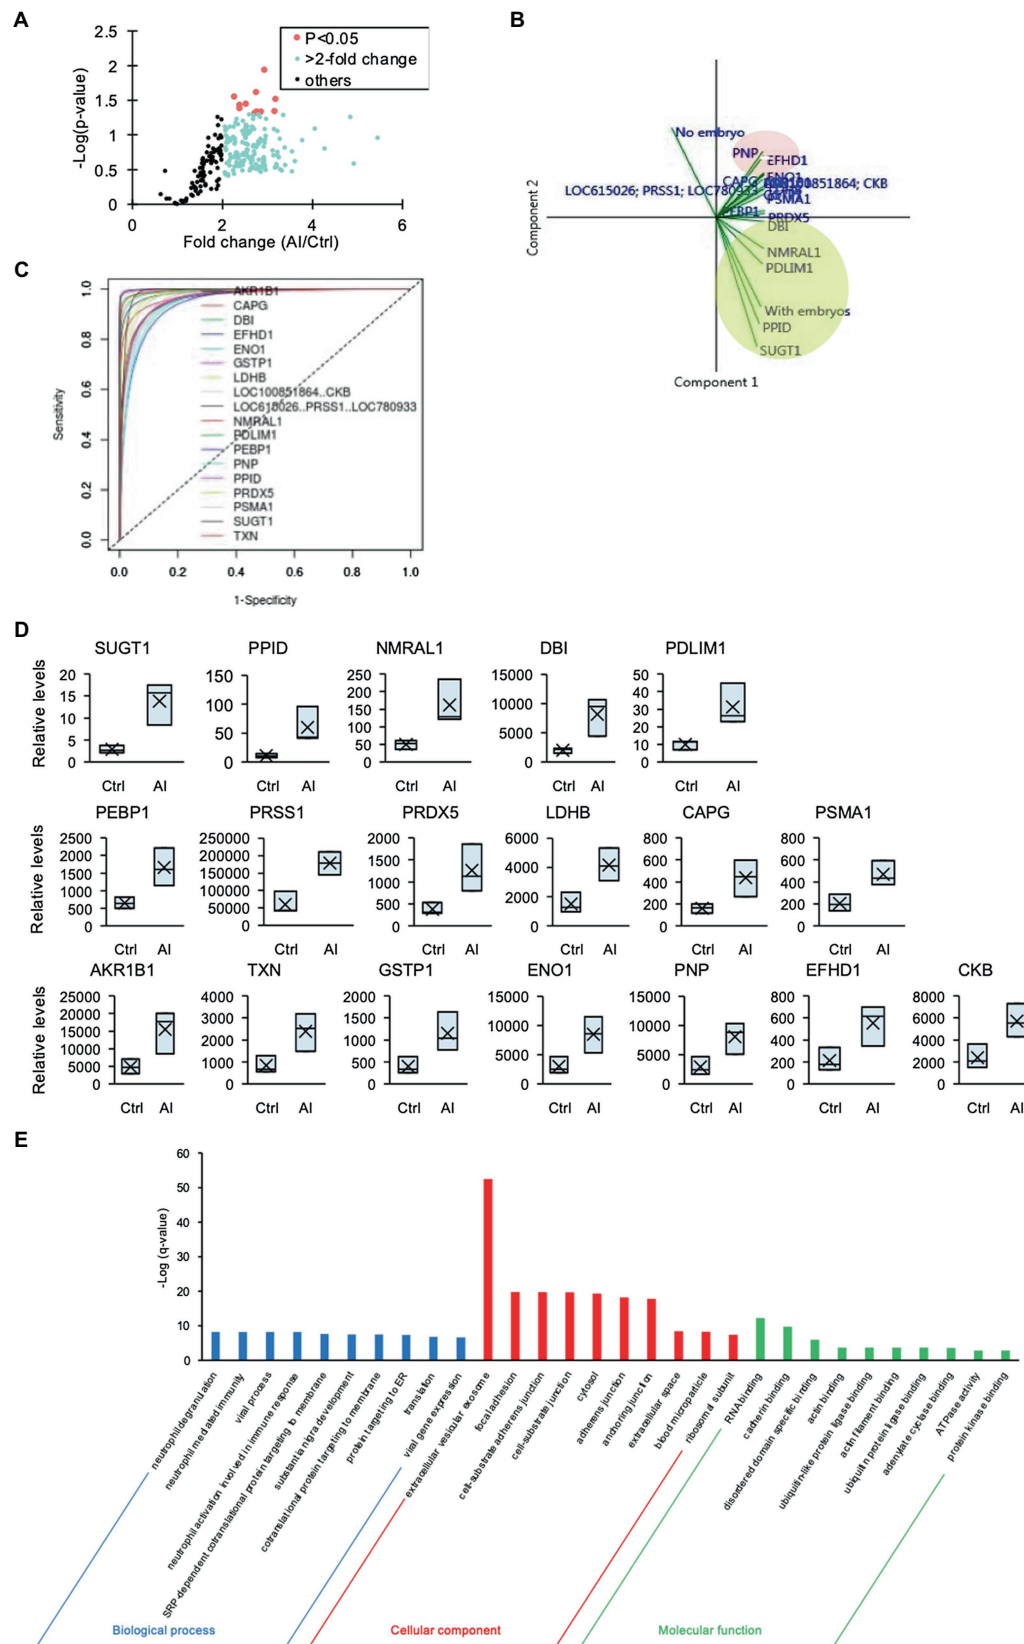 A
2.5
2
1.5
1
0.5
0
0
2
4
6
-Log(p-value)
Fold change (AI/Ctrl)
P<0.05
>2-fold change
others
B
No embryo
PNP
EFHD1
ENO1
CAPG
LOC100851864; CKB
LOC615026; PRSS1; LOC780933
PSMA1
PEBP1
PRDX5
DBI
NMRAL1
PDLIM1
With embryos
PPID
SUGT1
Component 2
Component 1
C
1.0
0.8
0.6
0.4
0.2
0.0
Sensitivity
AKR1B1
CAPG
DBI
EFHD1
ENO1
GSTP1
LDHB
LOC100851864..CKB
LOC615026..PRSS1..LOC780933
NMRAL1
PDLIM1
PEBP1
PNP
PPID
PRDX5
PSMA1
SUGT1
TXN
0.0
0.2
0.4
0.6
0.8
1.0
1-Specificity
D
SUGT1
PPID
NMRAL1
DBI
PDLIM1
Relative levels
20
15
10
5
0
150
100
50
0
250
200
150
100
50
0
15000
10000
5000
0
50
40
30
20
10
0
Ctrl AI
Ctrl AI
Ctrl AI
Ctrl AI
Ctrl AI
PEBP1
PRSS1
PRDX5
LDHB
CAPG
PSMA1
Relative levels
2500
2000
1500
1000
500
0
250000
200000
150000
100000
50000
0
2000
1500
1000
500
0
6000
4000
2000
0
800
600
400
200
0
800
600
400
200
0
Ctrl AI
Ctrl AI
Ctrl AI
Ctrl AI
Ctrl AI
Ctrl AI
AKR1B1
TXN
GSTP1
ENO1
PNP
EFHD1
CKB
Relative levels
25000
20000
15000
10000
5000
0
4000
3000
2000
1000
0
2000
1500
1000
500
0
15000
10000
5000
0
15000
10000
5000
0
800
600
400
200
0
8000
6000
4000
2000
0
Ctrl AI
Ctrl AI
Ctrl AI
Ctrl AI
Ctrl AI
Ctrl AI
Ctrl AI
E
60
50
40
30
20
10
0
-Log (q-value)
neutrophil degranulation
neutrophil mediated immunity
viral process
neutrophil activation involved in immune response
SRP-dependent cotranslational protein targeting to membrane
substantia nigra development
cotranslational protein targeting to membrane
protein targeting to ER
translation
viral gene expression
extracellular vesicular exosome
focal adhesion
cell-substrate adherens junction
cell-substrate junction
cytosol
adherens junction
anchoring junction
extracellular space
blood microparticle
ribosomal subunit
RNA binding
cadherin binding
disordered domain specific binding
actin binding
ubiquitin-like protein ligase binding
actin filament binding
ubiquitin protein ligase binding
adenylate cyclase binding
ATPase activity
protein kinase binding
Biological process
Cellular component
Molecular function